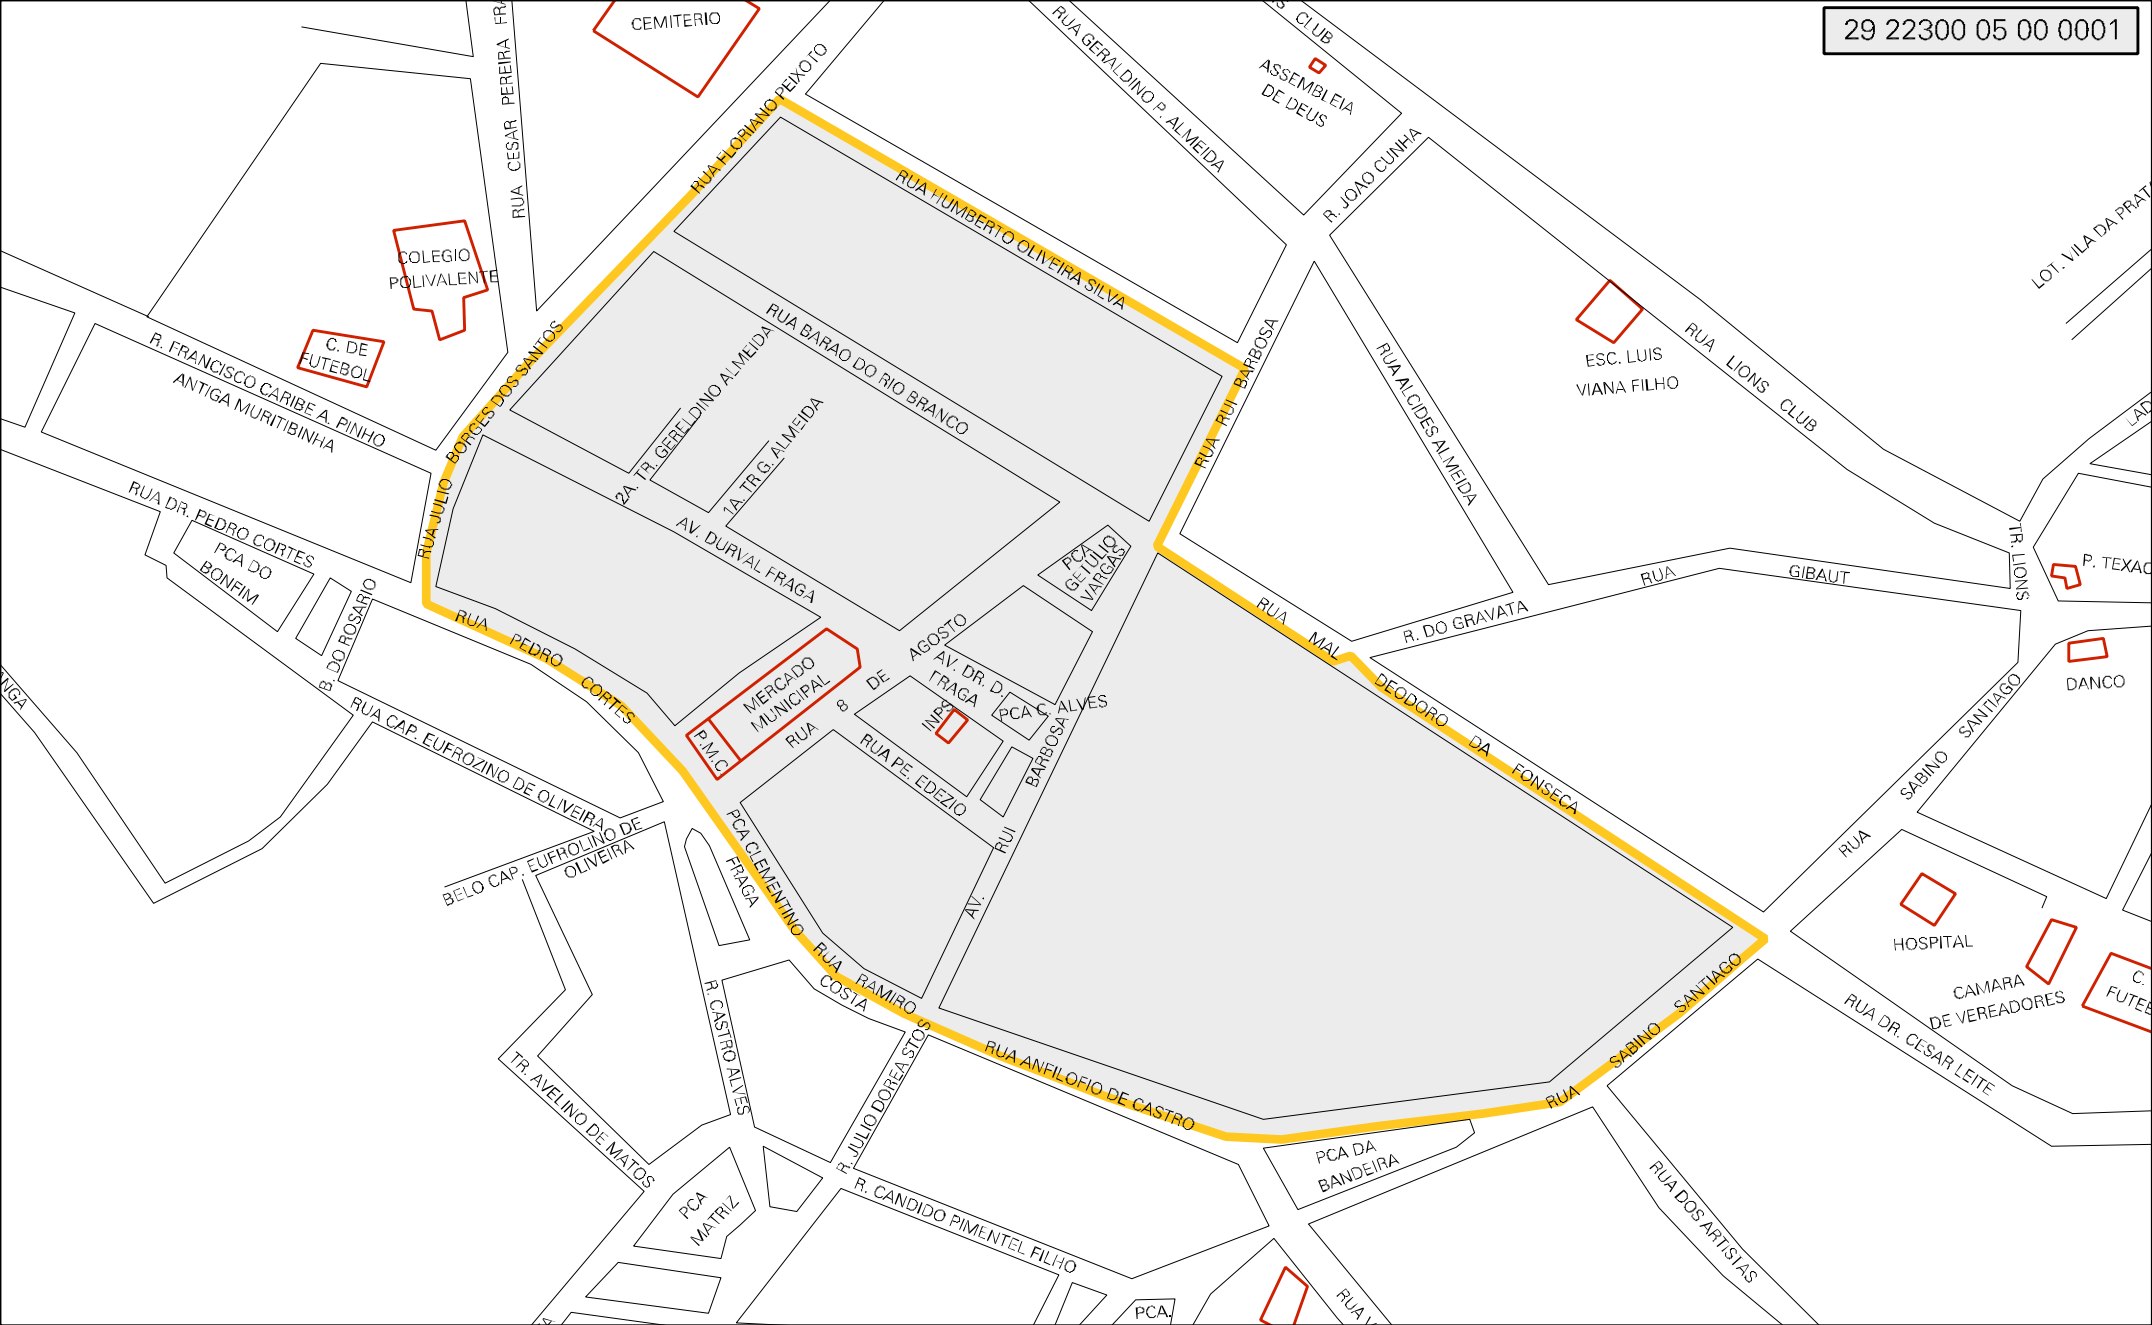 29 22300 05 00 0001
CEMITERIO
RUA CESAR PEREIRA FRA
RUA FLORIANO PEIXOTO
RUA GERALDINO P. ALMEIDA
CLUB
ASSEMBLEIA
DE DEUS
R. JOAO CUNHA
LOT. VILA DA PRATA
COLEGIO
POLIVALENTE
C. DE
FUTEBOL
R. FRANCISCO CARIBE A. PINHO
ANTIGA MURITIBINHA
RUA HUMBERTO OLIVEIRA SILVA
RUA BARAO DO RIO BRANCO
RUA JULIO BORGES DOS SANTOS
2A. TR. GERELDINO ALMEIDA
1A. TR G. ALMEIDA
RUA RUI BARBOSA
RUA ALCIDES ALMEIDA
ESC. LUIS
VIANA FILHO
RUA LIONS CLUB
LAD
TR. LIONS
P. TEXAC
RUA GIBAUT
R. DO GRAVATA
DANCO
RUA DR. PEDRO CORTES
PCA DO
BONFIM
B. DO ROSARIO
AV. DURVAL FRAGA
PCA
GETULIO
VARGAS
RUA PEDRO CORTES
MERCADO
MUNICIPAL
P.M.C
RUA 8 DE AGOSTO
AV. DR. D.
FRAGA
INPS
PCA C. ALVES
RUA PE. EDEZIO
AV. RUI BARBOSA
RUA MAL DEODORO DA FONSECA
RUA SABINO SANTIAGO
RUA CAP. EUFROZINO DE OLIVEIRA
BELO CAP. EUFROLINO DE
OLIVEIRA
NGA
PCA CLEMENTINO
FRAGA
RUA RAMIRO
COSTA
HOSPITAL
CAMARA
DE VEREADORES
C.
FUTEB
RUA DR. CESAR LEITE
R. CASTRO ALVES
R. JULIO DOREA STOS
RUA ANFILOFIO DE CASTRO
RUA SABINO SANTIAGO
TR. AVELINO DE MATOS
PCA
MATRIZ
R. CANDIDO PIMENTEL FILHO
PCA DA
BANDEIRA
RUA DOS ARTISTAS
PCA.
RUA